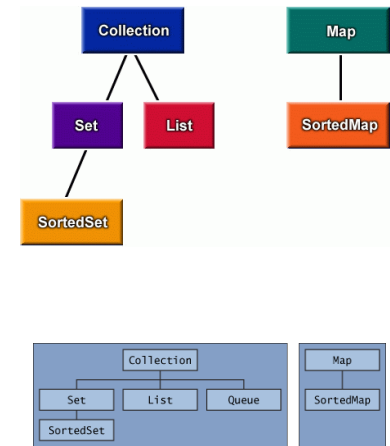 Collection
Map
Set
List
SortedMap
SortedSet
Collection
Map
Set
List
Queue
SortedMap
SortedSet